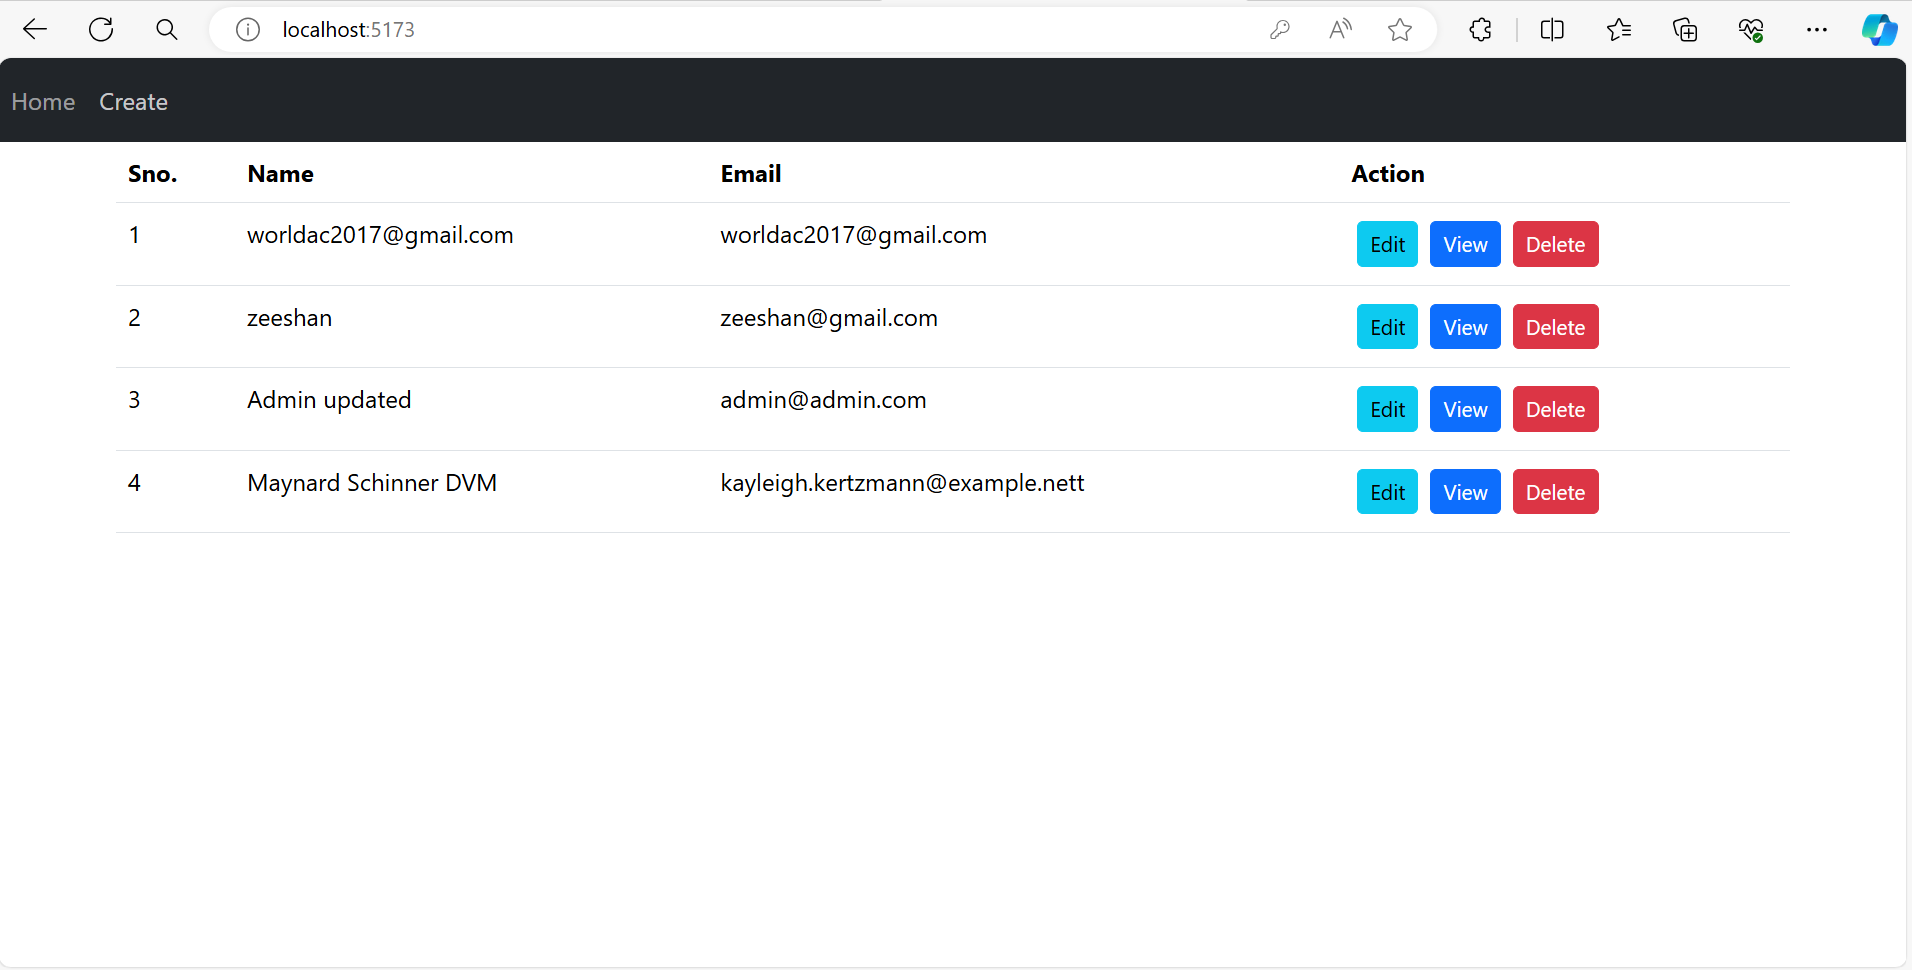 localhost:5173
Home Create
Sno. Name Email Action
1 worldac2017@gmail.com worldac2017@gmail.com Edit View Delete
2 zeeshan zeeshan@gmail.com Edit View Delete
3 Admin updated admin@admin.com Edit View Delete
4 Maynard Schinner DVM kayleigh.kertzmann@example.nett Edit View Delete